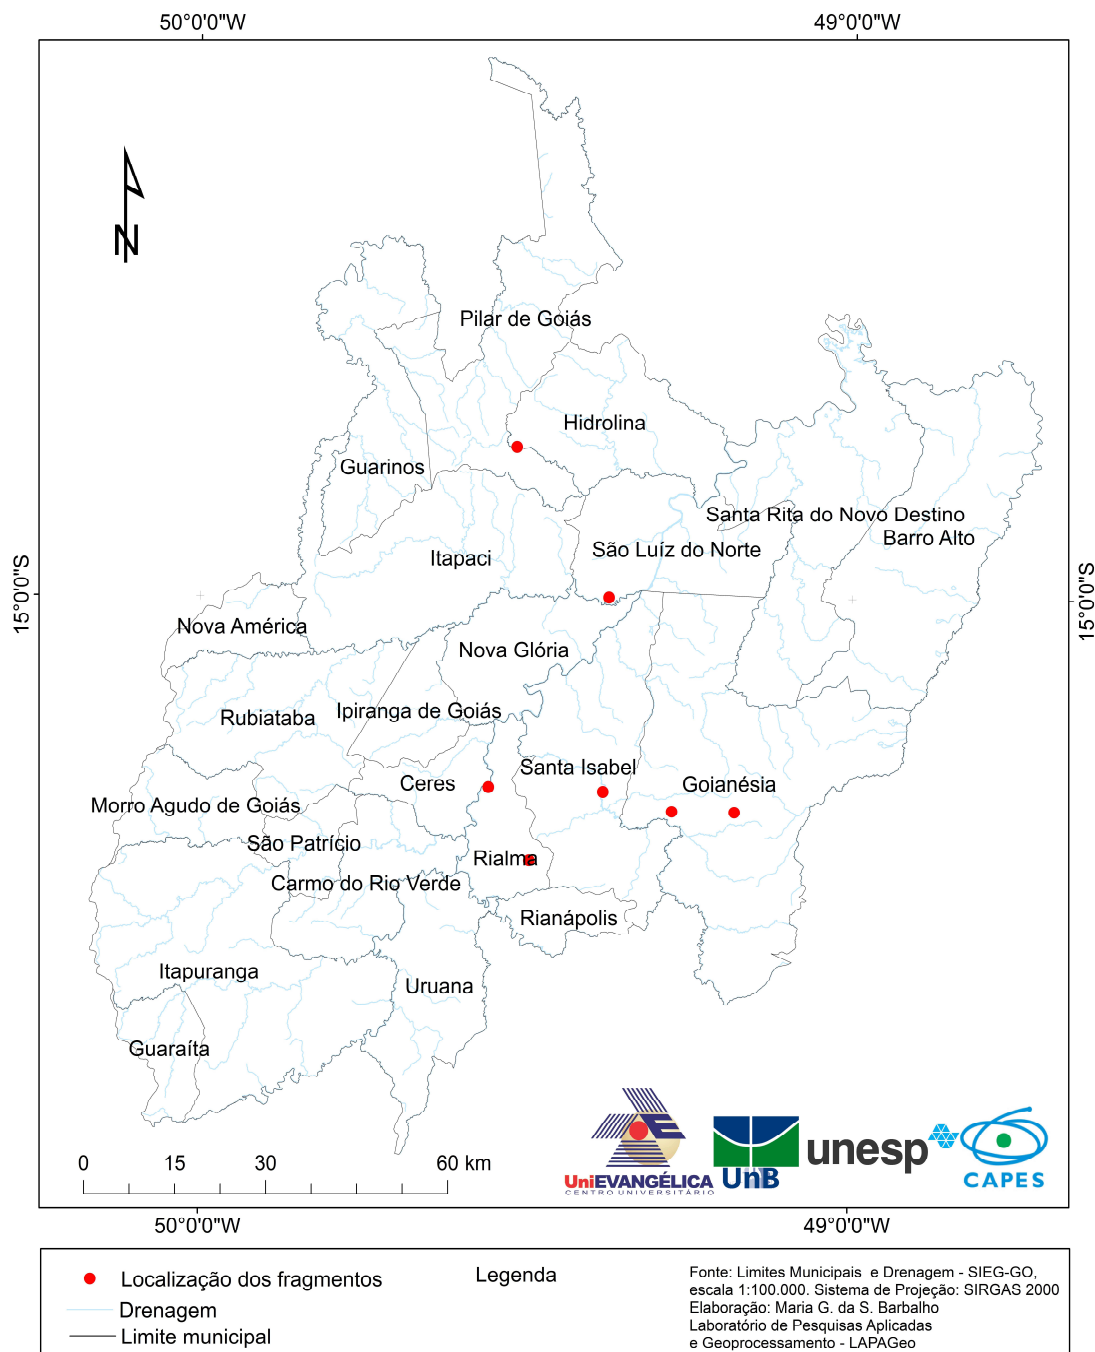 50°0'0"W
49°0'0"W
N
Pilar de Goiás
Hidrolina
Guarinos
Santa Rita do Novo Destino
Barro Alto
São Luíz do Norte
Itapaci
15°0'0"S
15°0'0"S
Nova América
Nova Glória
Ipiranga de Goiás
Rubiataba
Santa Isabel
Ceres
Goianésia
Morro Agudo de Goiás
São Patrício
Rialma
Carmo do Rio Verde
Rianápolis
Itapuranga
Uruana
Guaraíta
0 15 30 60 km
UniEVANGÉLICA
CENTRO UNIVERSITÁRIO
UnB
unesp
CAPES
50°0'0"W
49°0'0"W
Legenda
Localização dos fragmentos
Drenagem
Limite municipal
Fonte: Limites Municipais e Drenagem - SIEG-GO,
escala 1:100.000. Sistema de Projeção: SIRGAS 2000
Elaboração: Maria G. da S. Barbalho
Laboratório de Pesquisas Aplicadas
e Geoprocessamento - LAPAGeo